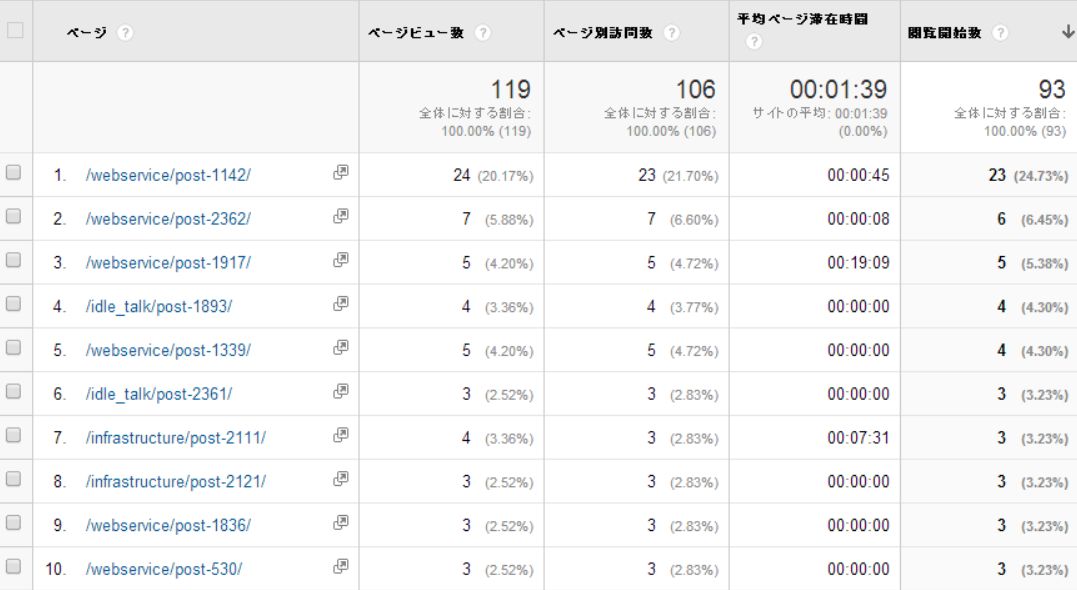 ページ ? ページビュー数 ? ページ別訪問数 ? 平均ページ滞在時間 ? 閲覧開始数 ?
119 106 00:01:39 93
全体に対する割合: 全体に対する割合: サイトの平均: 00:01:39 全体に対する割合:
100.00% (119) 100.00% (106) (0.00%) 100.00% (93)
1. /webservice/post-1142/ 24 (20.17%) 23 (21.70%) 00:00:45 23 (24.73%)
2. /webservice/post-2362/ 7 (5.88%) 7 (6.60%) 00:00:08 6 (6.45%)
3. /webservice/post-1917/ 5 (4.20%) 5 (4.72%) 00:19:09 5 (5.38%)
4. /idle_talk/post-1893/ 4 (3.36%) 4 (3.77%) 00:00:00 4 (4.30%)
5. /webservice/post-1339/ 5 (4.20%) 5 (4.72%) 00:00:00 4 (4.30%)
6. /idle_talk/post-2361/ 3 (2.52%) 3 (2.83%) 00:00:00 3 (3.23%)
7. /infrastructure/post-2111/ 4 (3.36%) 3 (2.83%) 00:07:31 3 (3.23%)
8. /infrastructure/post-2121/ 3 (2.52%) 3 (2.83%) 00:00:00 3 (3.23%)
9. /webservice/post-1836/ 3 (2.52%) 3 (2.83%) 00:00:00 3 (3.23%)
10. /webservice/post-530/ 3 (2.52%) 3 (2.83%) 00:00:00 3 (3.23%)